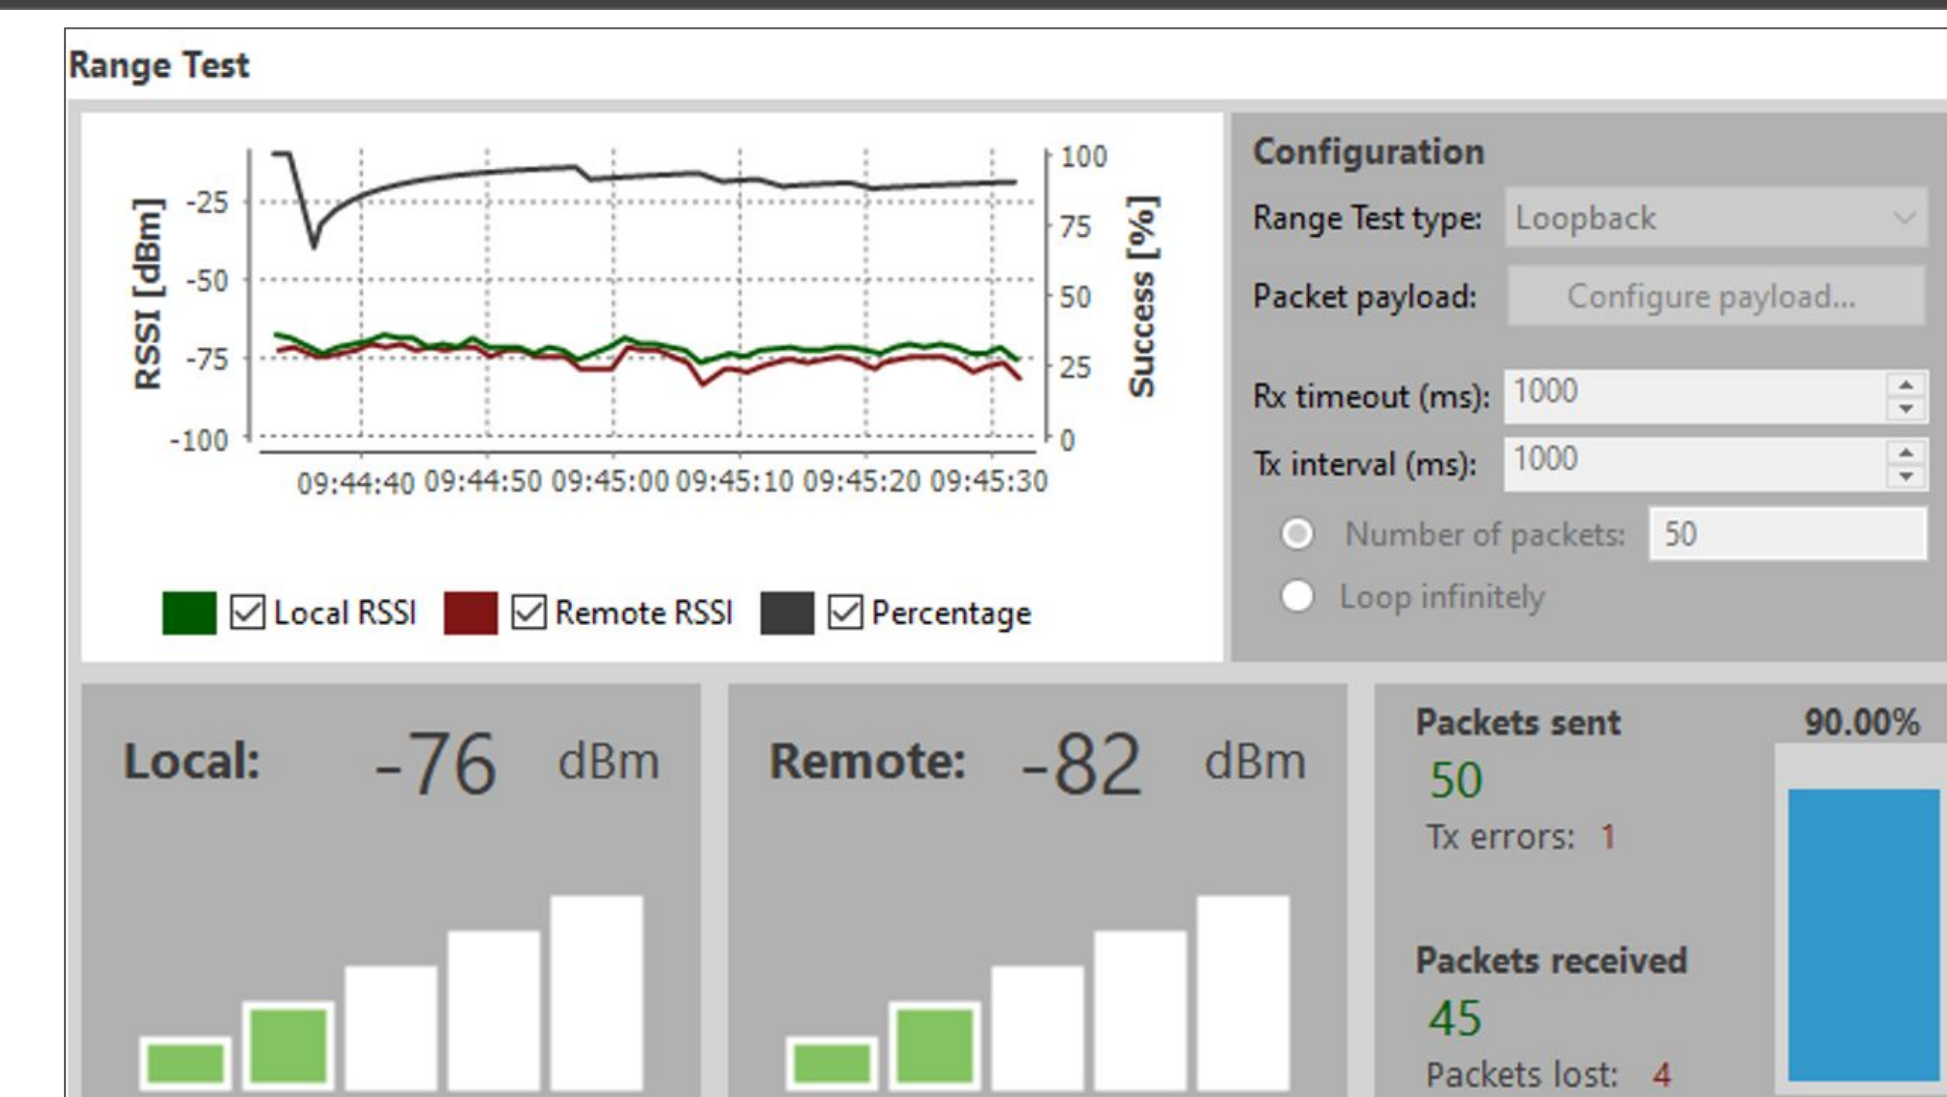 Range Test
RSSI [dBm]
-25
-50
-75
-100
100
75
50
25
0
Success [%]
09:44:40 09:44:50 09:45:00 09:45:10 09:45:20 09:45:30
Local RSSI Remote RSSI Percentage
Configuration
Range Test type: Loopback
Packet payload: Configure payload...
Rx timeout (ms): 1000
Tx interval (ms): 1000
Number of packets: 50
Loop infinitely
Local: -76 dBm
Remote: -82 dBm
Packets sent 90.00%
50
Tx errors: 1
Packets received
45
Packets lost: 4